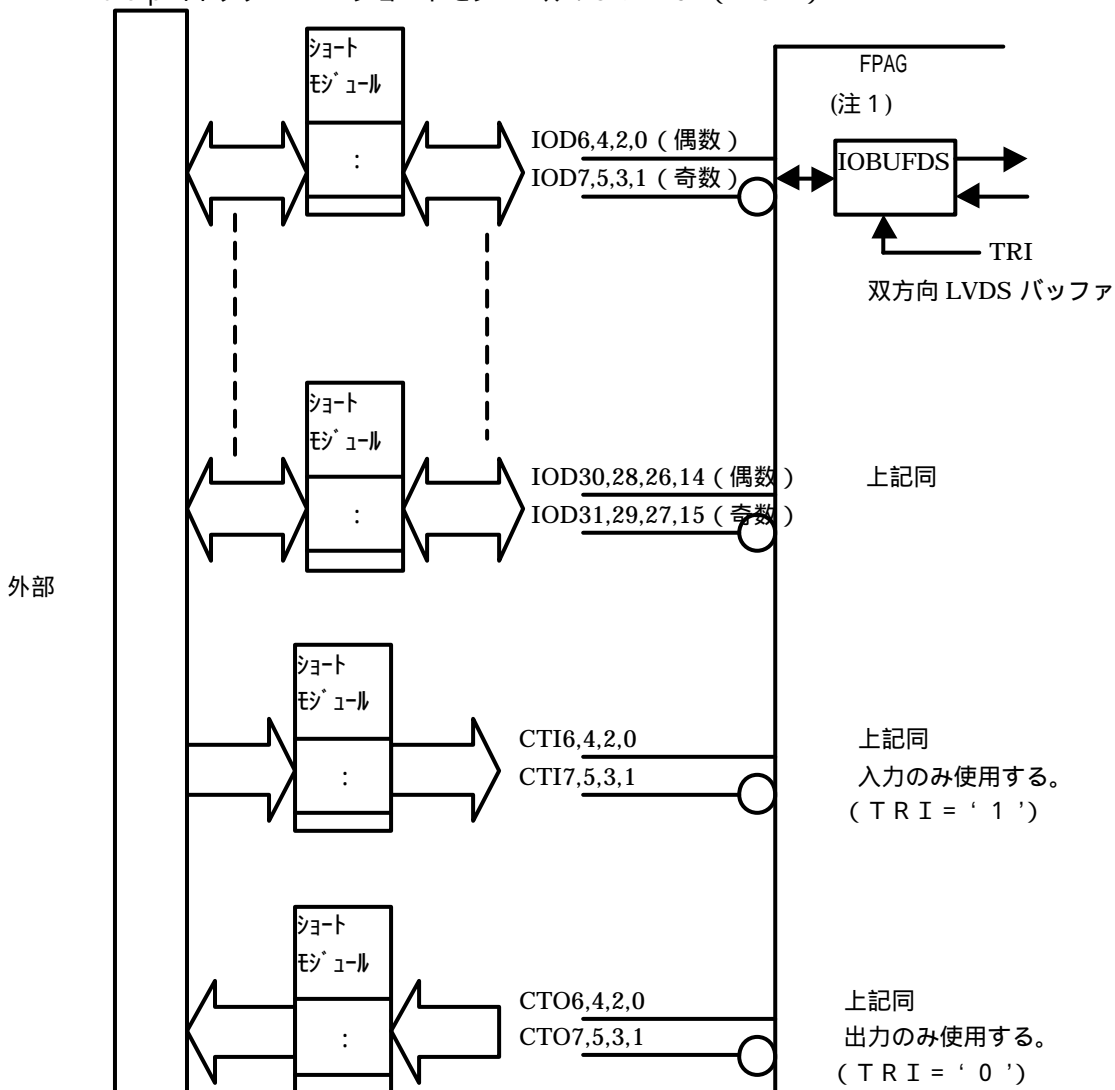 ショート
モジュール
FPAG
(注1)
:
IOD6,4,2,0(偶数)
IOD7,5,3,1(奇数)
IOBUFDS
TRI
双方向 LVDS バッファ
ショート
モジュール
:
IOD30,28,26,14(偶数)
IOD31,29,27,15(奇数)
上記同
外部
ショート
モジュール
:
CTI6,4,2,0
CTI7,5,3,1
上記同
入力のみ使用する。
(TRI=‘1’)
ショート
モジュール
:
CTO6,4,2,0
CTO7,5,3,1
上記同
出力のみ使用する。
(TRI=‘0’)